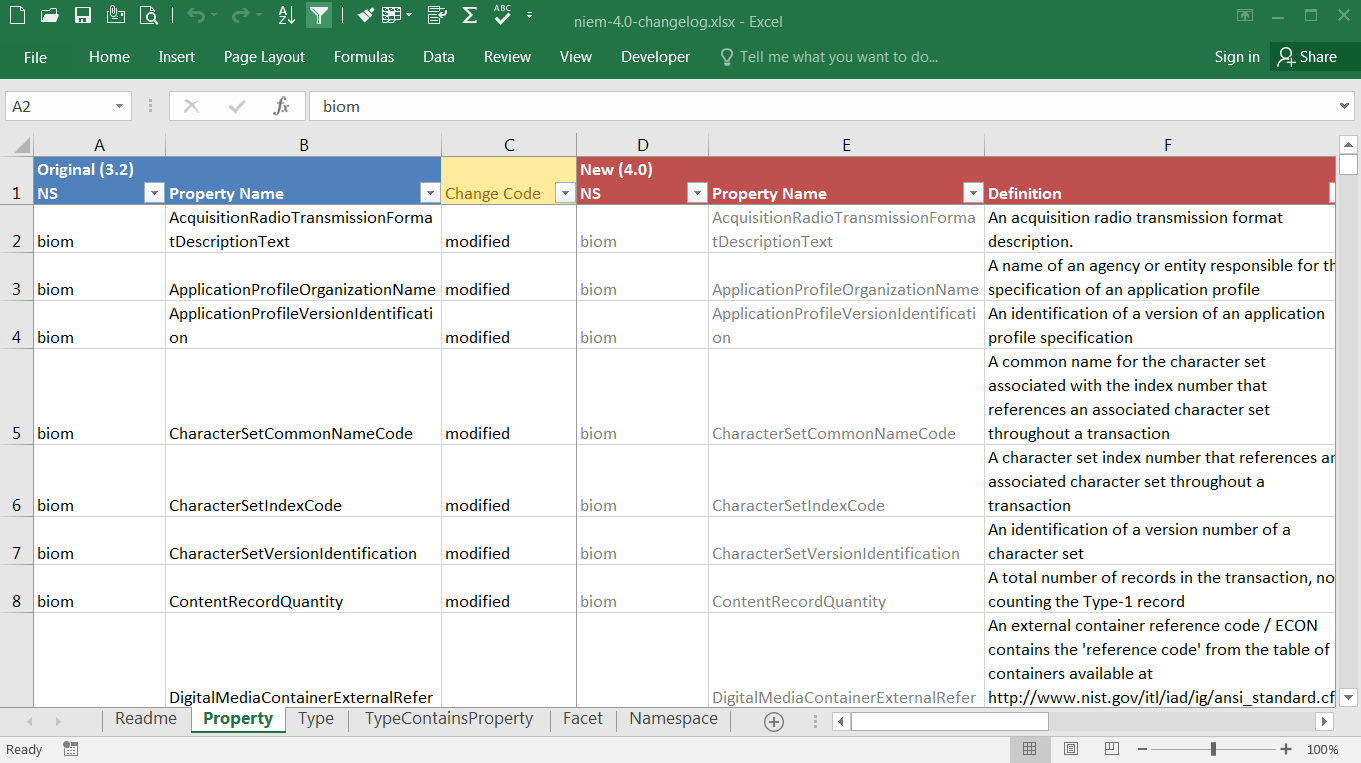 niem-4.0-changelog.xlsx - Excel
File Home Insert Page Layout Formulas Data Review View Developer Tell me what you want to do... Sign in Share
A2 fx biom
A B C D E F
Original (3.2) New (4.0)
1 NS Property Name Change Code NS Property Name Definition
AcquisitionRadioTransmissionForma AcquisitionRadioTransmissionForma An acquisition radio transmission format
2 biom tDescriptionText modified biom tDescriptionText description.
A name of an agency or entity responsible for th
3 biom ApplicationProfileOrganizationName modified biom ApplicationProfileOrganizationName specification of an application profile
ApplicationProfileVersionIdentificati ApplicationProfileVersionIdentificati An identification of a version of an application
4 biom on modified biom on profile specification
A common name for the character set
associated with the index number that
references an associated character set
5 biom CharacterSetCommonNameCode modified biom CharacterSetCommonNameCode throughout a transaction
A character set index number that references an
associated character set throughout a
6 biom CharacterSetIndexCode modified biom CharacterSetIndexCode transaction
An identification of a version number of a
7 biom CharacterSetVersionIdentification modified biom CharacterSetVersionIdentification character set
A total number of records in the transaction, no
8 biom ContentRecordQuantity modified biom ContentRecordQuantity counting the Type-1 record
An external container reference code / ECON
contains the 'reference code' from the table of
containers available at
DigitalMediaContainerExternalRefer DigitalMediaContainerExternalRefer http://www.nist.gov/itl/iad/ig/ansi_standard.cf
Readme Property Type TypeContainsProperty Facet Namespace
Ready 100%